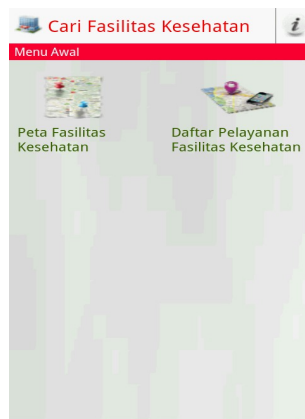 Cari Fasilitas Kesehatan
i
Menu Awal
Peta Fasilitas
Kesehatan
Daftar Pelayanan
Fasilitas Kesehatan